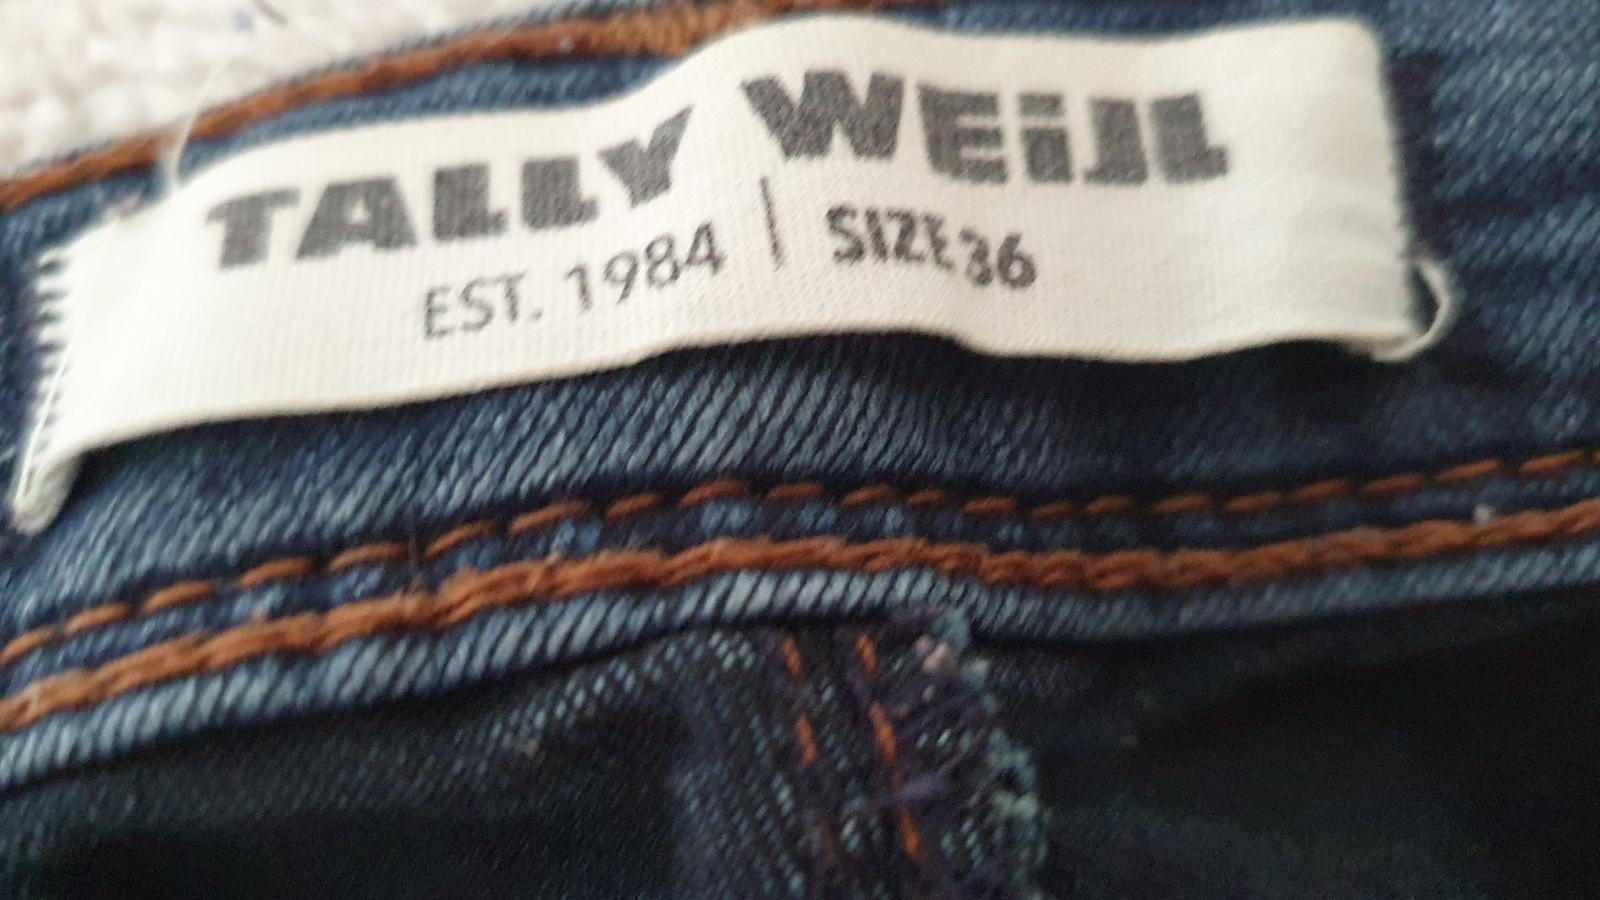 TALLY WEiJL
EST. 1984 | SIZE 36